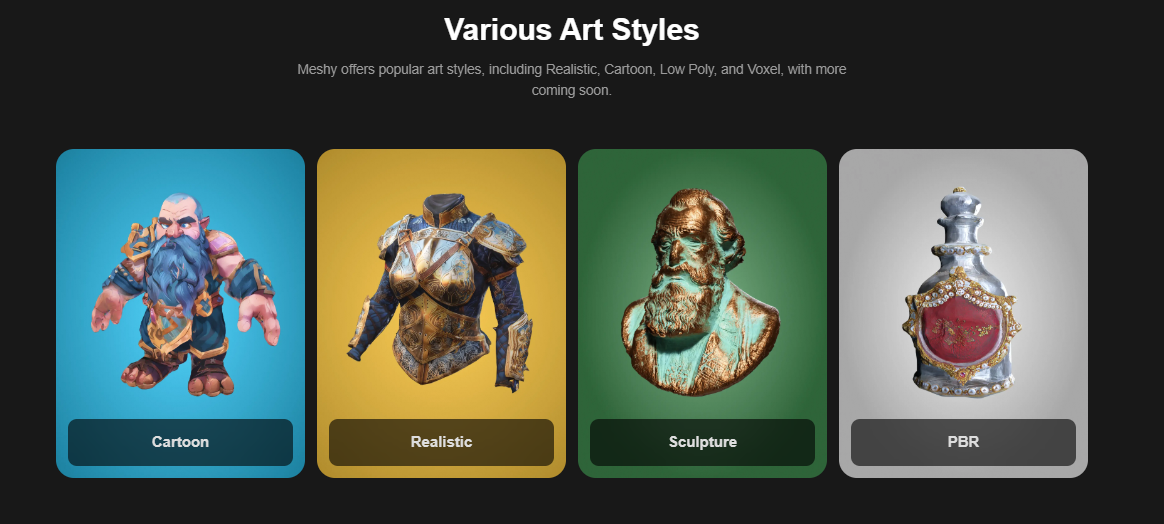 Various Art Styles
Meshy offers popular art styles, including Realistic, Cartoon, Low Poly, and Voxel, with more
coming soon.
Cartoon
Realistic
Sculpture
PBR